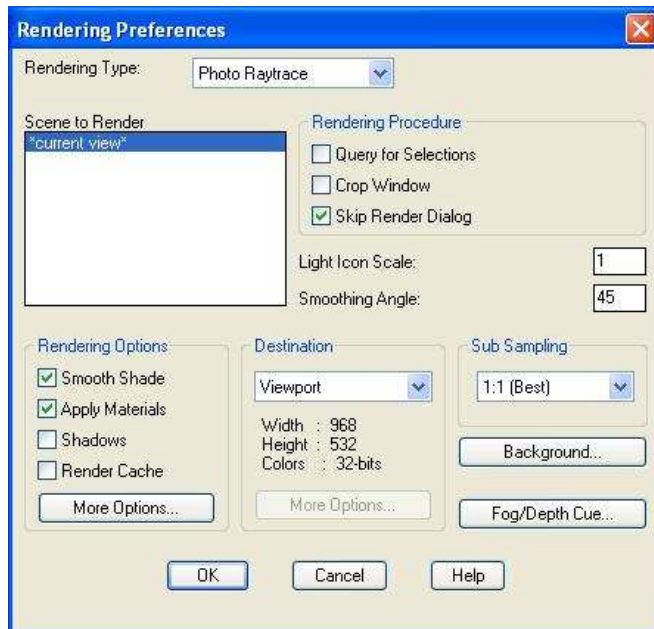 Rendering Preferences
Rendering Type:
Photo Raytrace
Scene to Render
*current view*
Rendering Procedure
Query for Selections
Crop Window
Skip Render Dialog
Light Icon Scale:
1
Smoothing Angle:
45
Rendering Options
Smooth Shade
Apply Materials
Shadows
Render Cache
More Options...
Destination
Viewport
Width : 968
Height : 532
Colors : 32-bits
More Options...
Sub Sampling
1:1 (Best)
Background...
Fog/Depth Cue...
OK
Cancel
Help